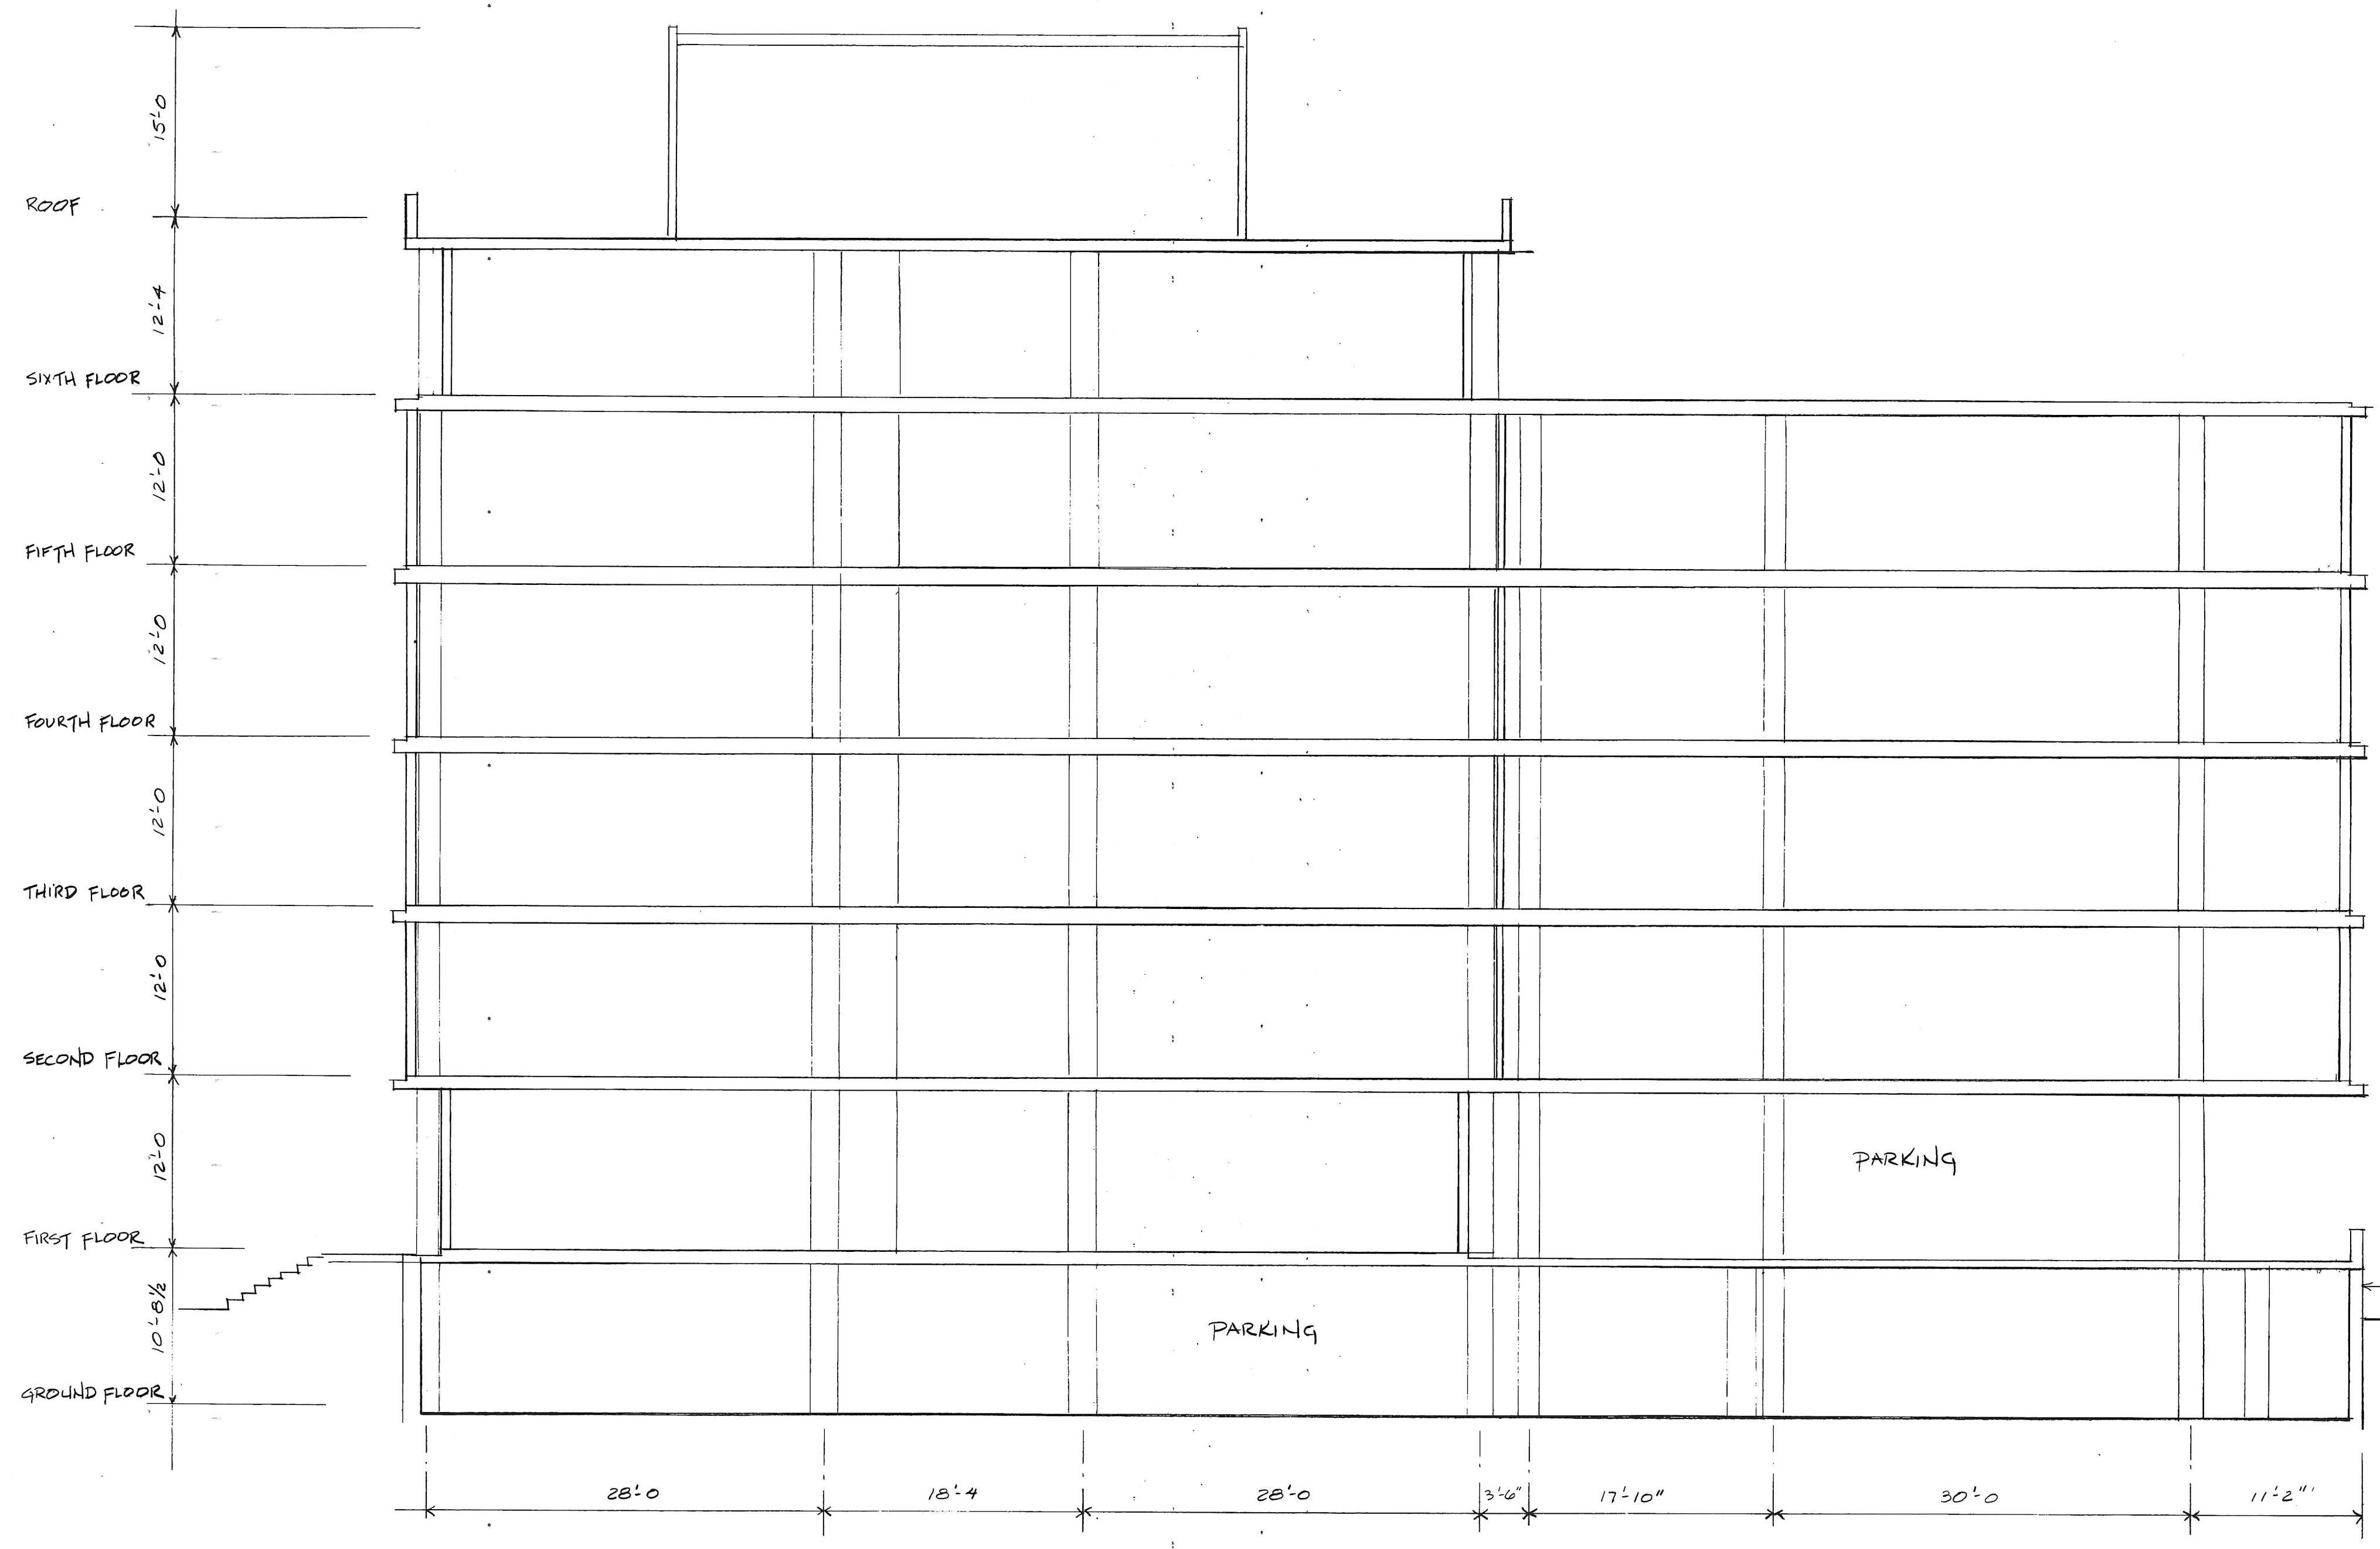 15'-0
ROOF
12'-4
SIXTH FLOOR
12'-0
FIFTH FLOOR
12'-0
FOURTH FLOOR
12'-0
THIRD FLOOR
12'-0
SECOND FLOOR
12'-0
PARKING
FIRST FLOOR
10'-8½
PARKING
GROUND FLOOR
28'-0 18'-4 28'-0 3'-6" 17'-10" 30'-0 11'-2"